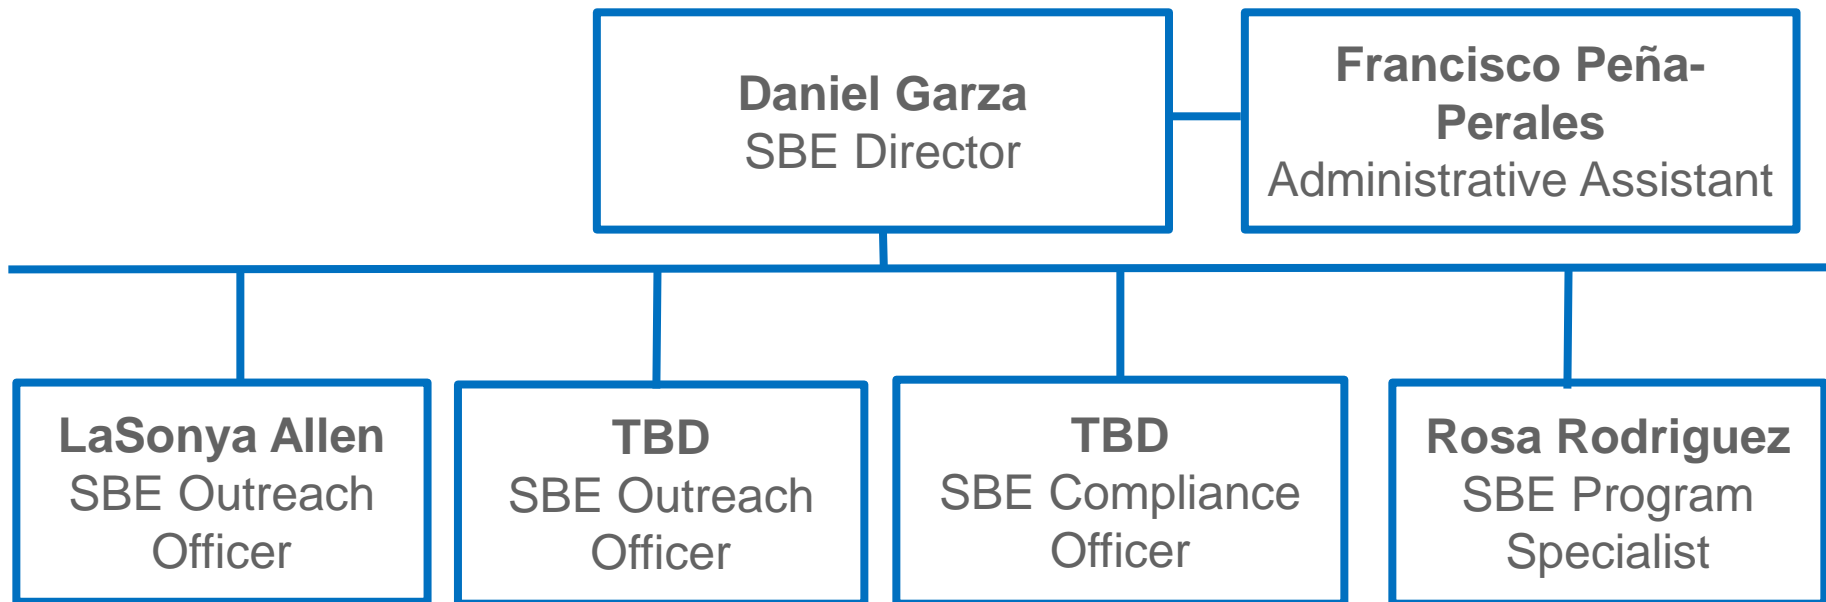 Daniel Garza
SBE Director
Francisco Peña-
Perales
Administrative Assistant
LaSonya Allen
SBE Outreach
Officer
TBD
SBE Outreach
Officer
TBD
SBE Compliance
Officer
Rosa Rodriguez
SBE Program
Specialist